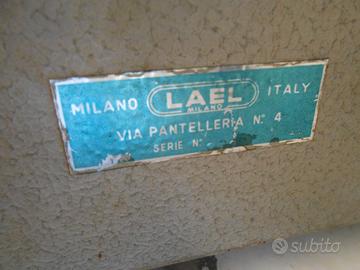 MILANO LAEL ITALY
MILANO
VIA PANTELLERIA N° 4
SERIE N°
subito